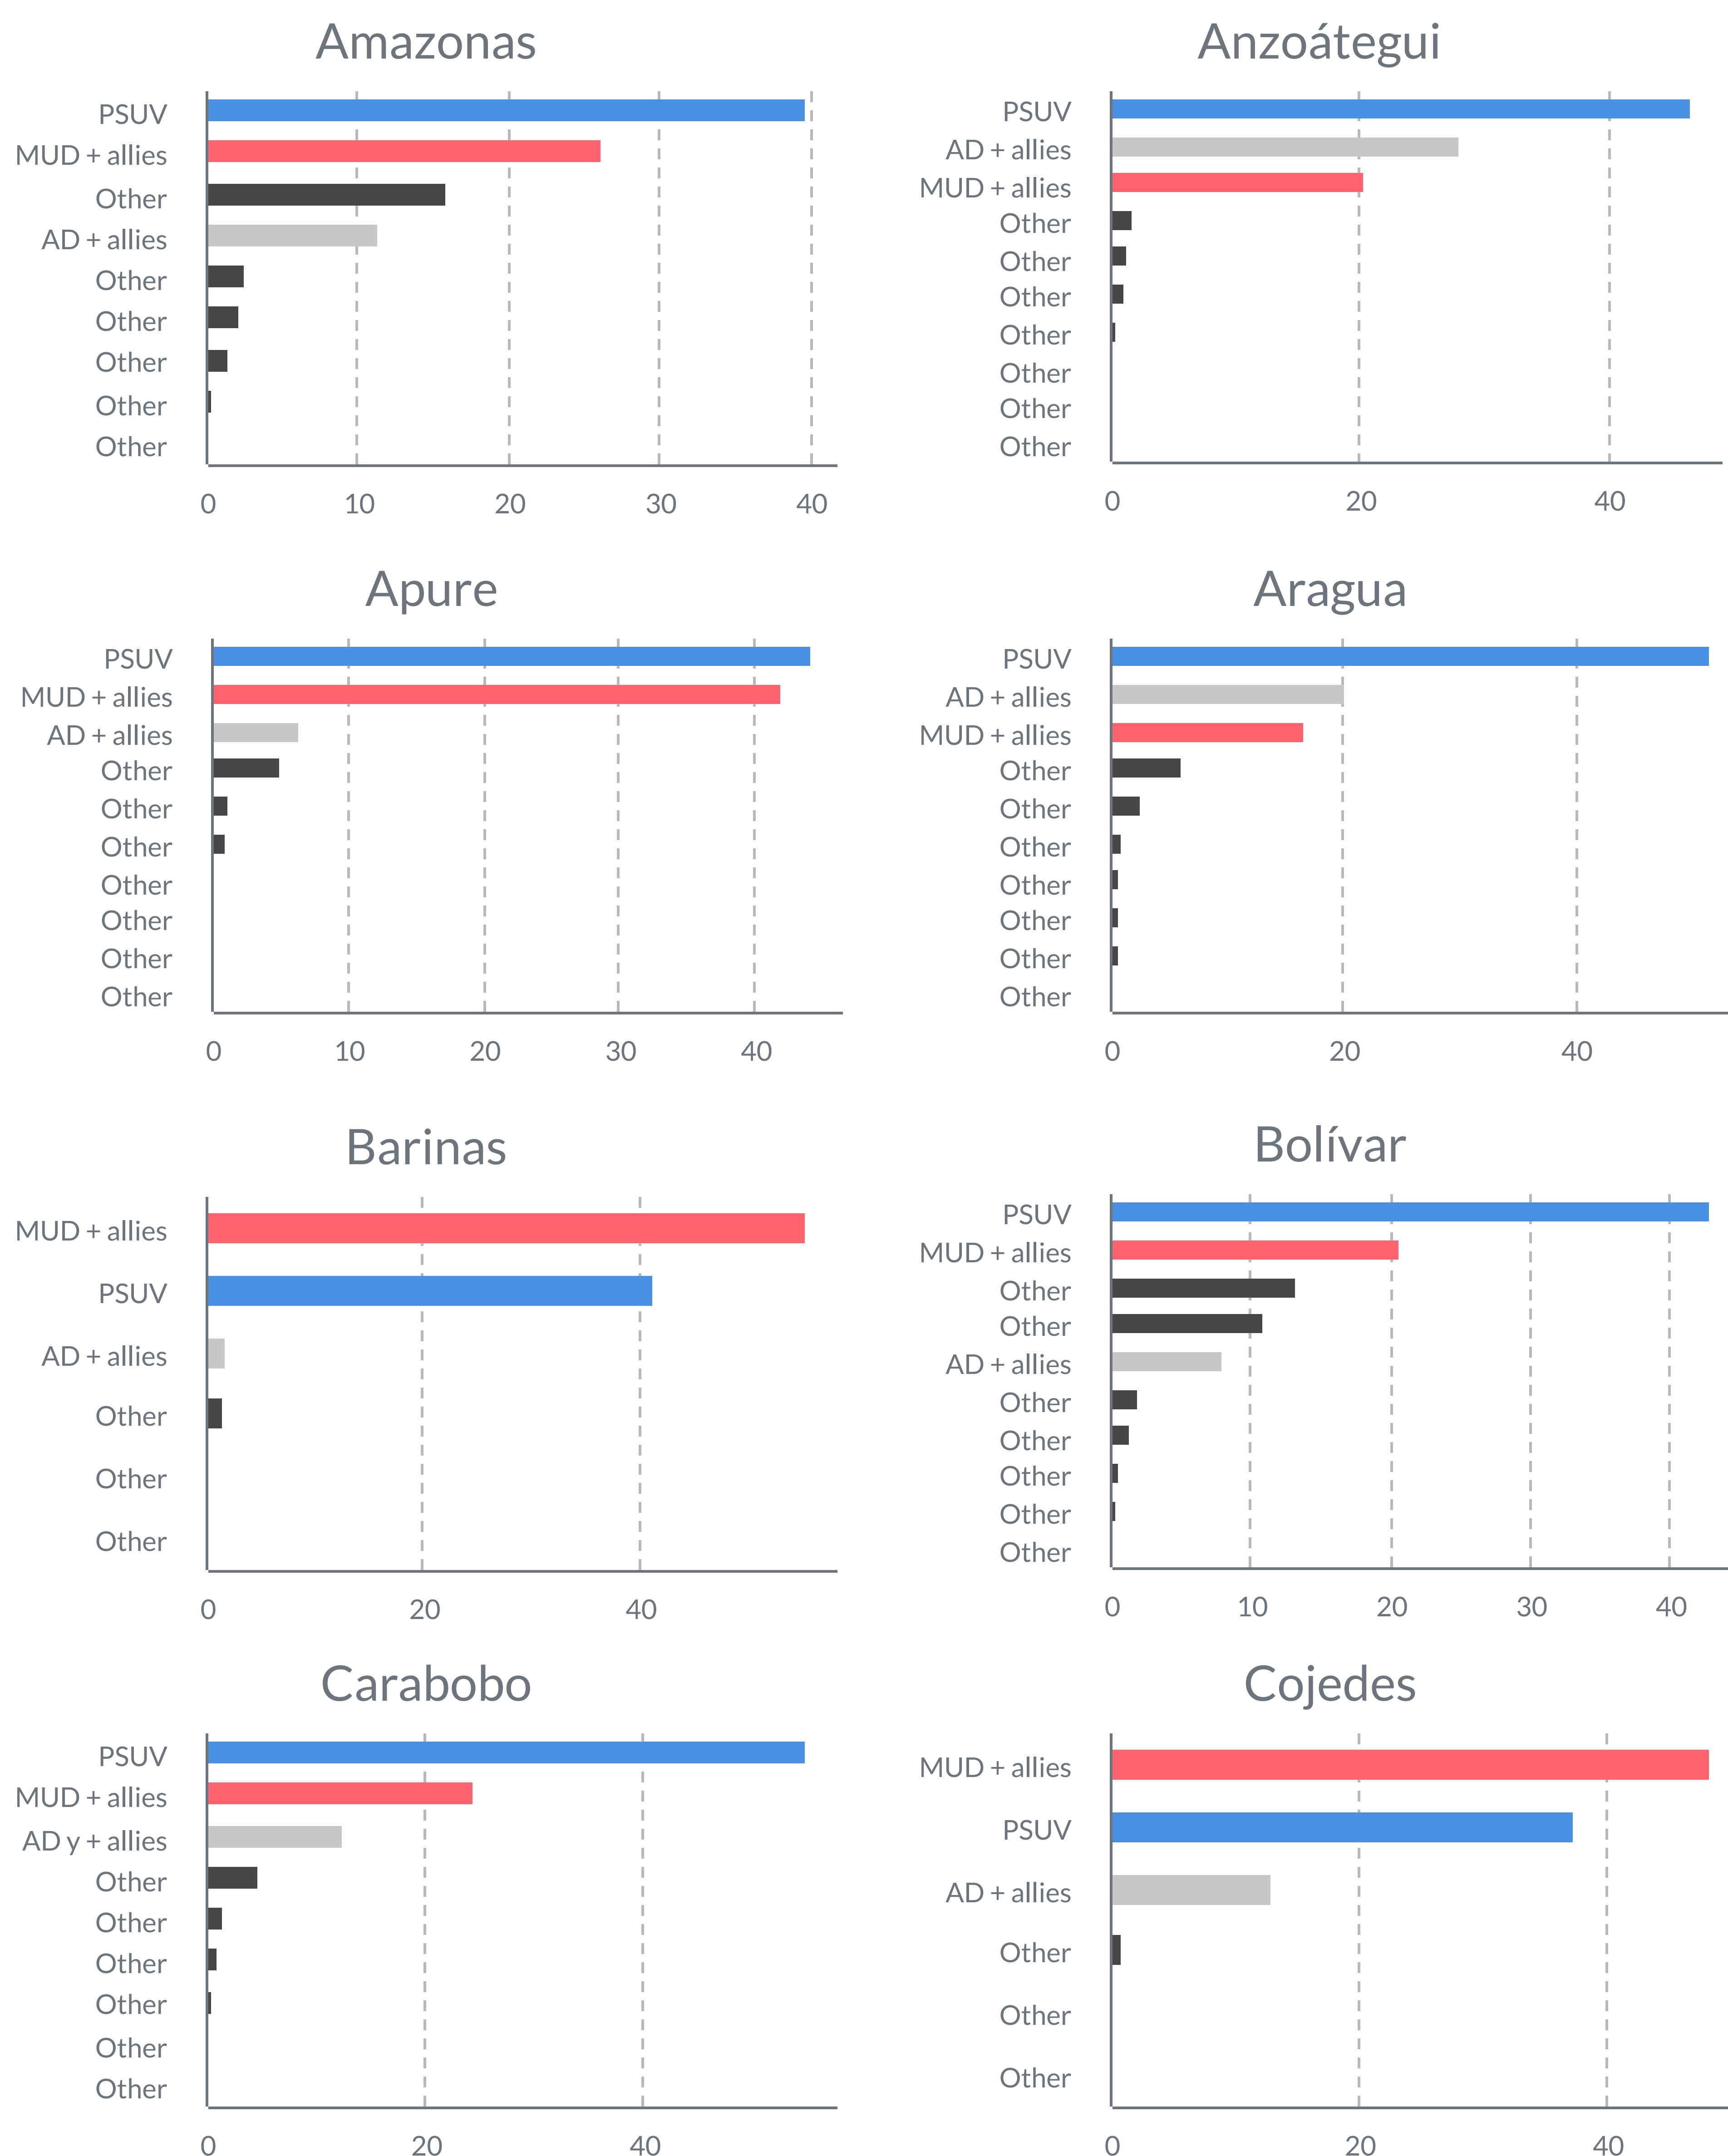 Amazonas
PSUV
MUD + allies
Other
AD + allies
Other
Other
Other
Other
Other
0 10 20 30 40
Anzoátegui
PSUV
AD + allies
MUD + allies
Other
Other
Other
Other
Other
Other
Other
0 20 40
Apure
PSUV
MUD + allies
AD + allies
Other
Other
Other
Other
Other
Other
Other
0 10 20 30 40
Aragua
PSUV
AD + allies
MUD + allies
Other
Other
Other
Other
Other
Other
Other
0 20 40
Barinas
MUD + allies
PSUV
AD + allies
Other
Other
Other
0 20 40
Bolívar
PSUV
MUD + allies
Other
Other
AD + allies
Other
Other
Other
Other
Other
0 10 20 30 40
Carabobo
PSUV
MUD + allies
AD y + allies
Other
Other
Other
Other
Other
Other
0 20 40
Cojedes
MUD + allies
PSUV
AD + allies
Other
Other
Other
0 20 40